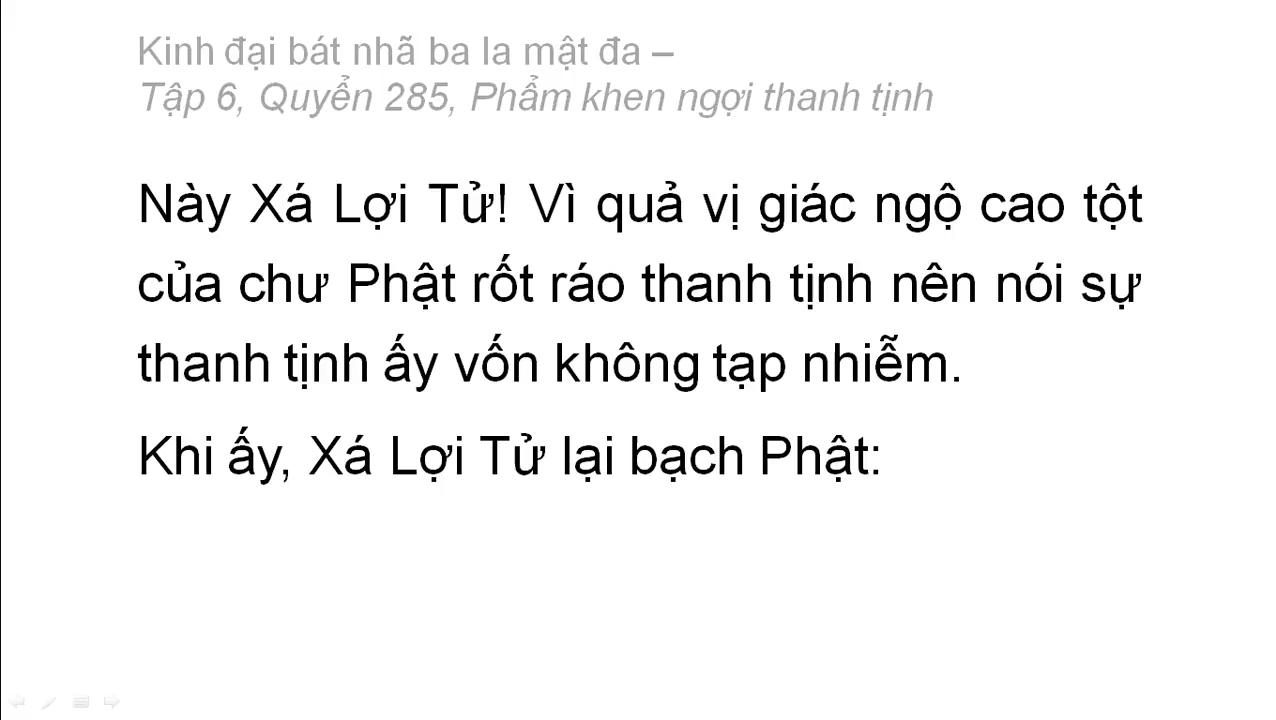 Kinh đại bát nhã ba la mật đa –
Tập 6, Quyển 285, Phẩm khen ngợi thanh tịnh
Này Xá Lợi Tử! Vì quả vị giác ngộ cao tột
của chư Phật rốt ráo thanh tịnh nên nói sự
thanh tịnh ấy vốn không tạp nhiễm.
Khi ấy, Xá Lợi Tử lại bạch Phật: